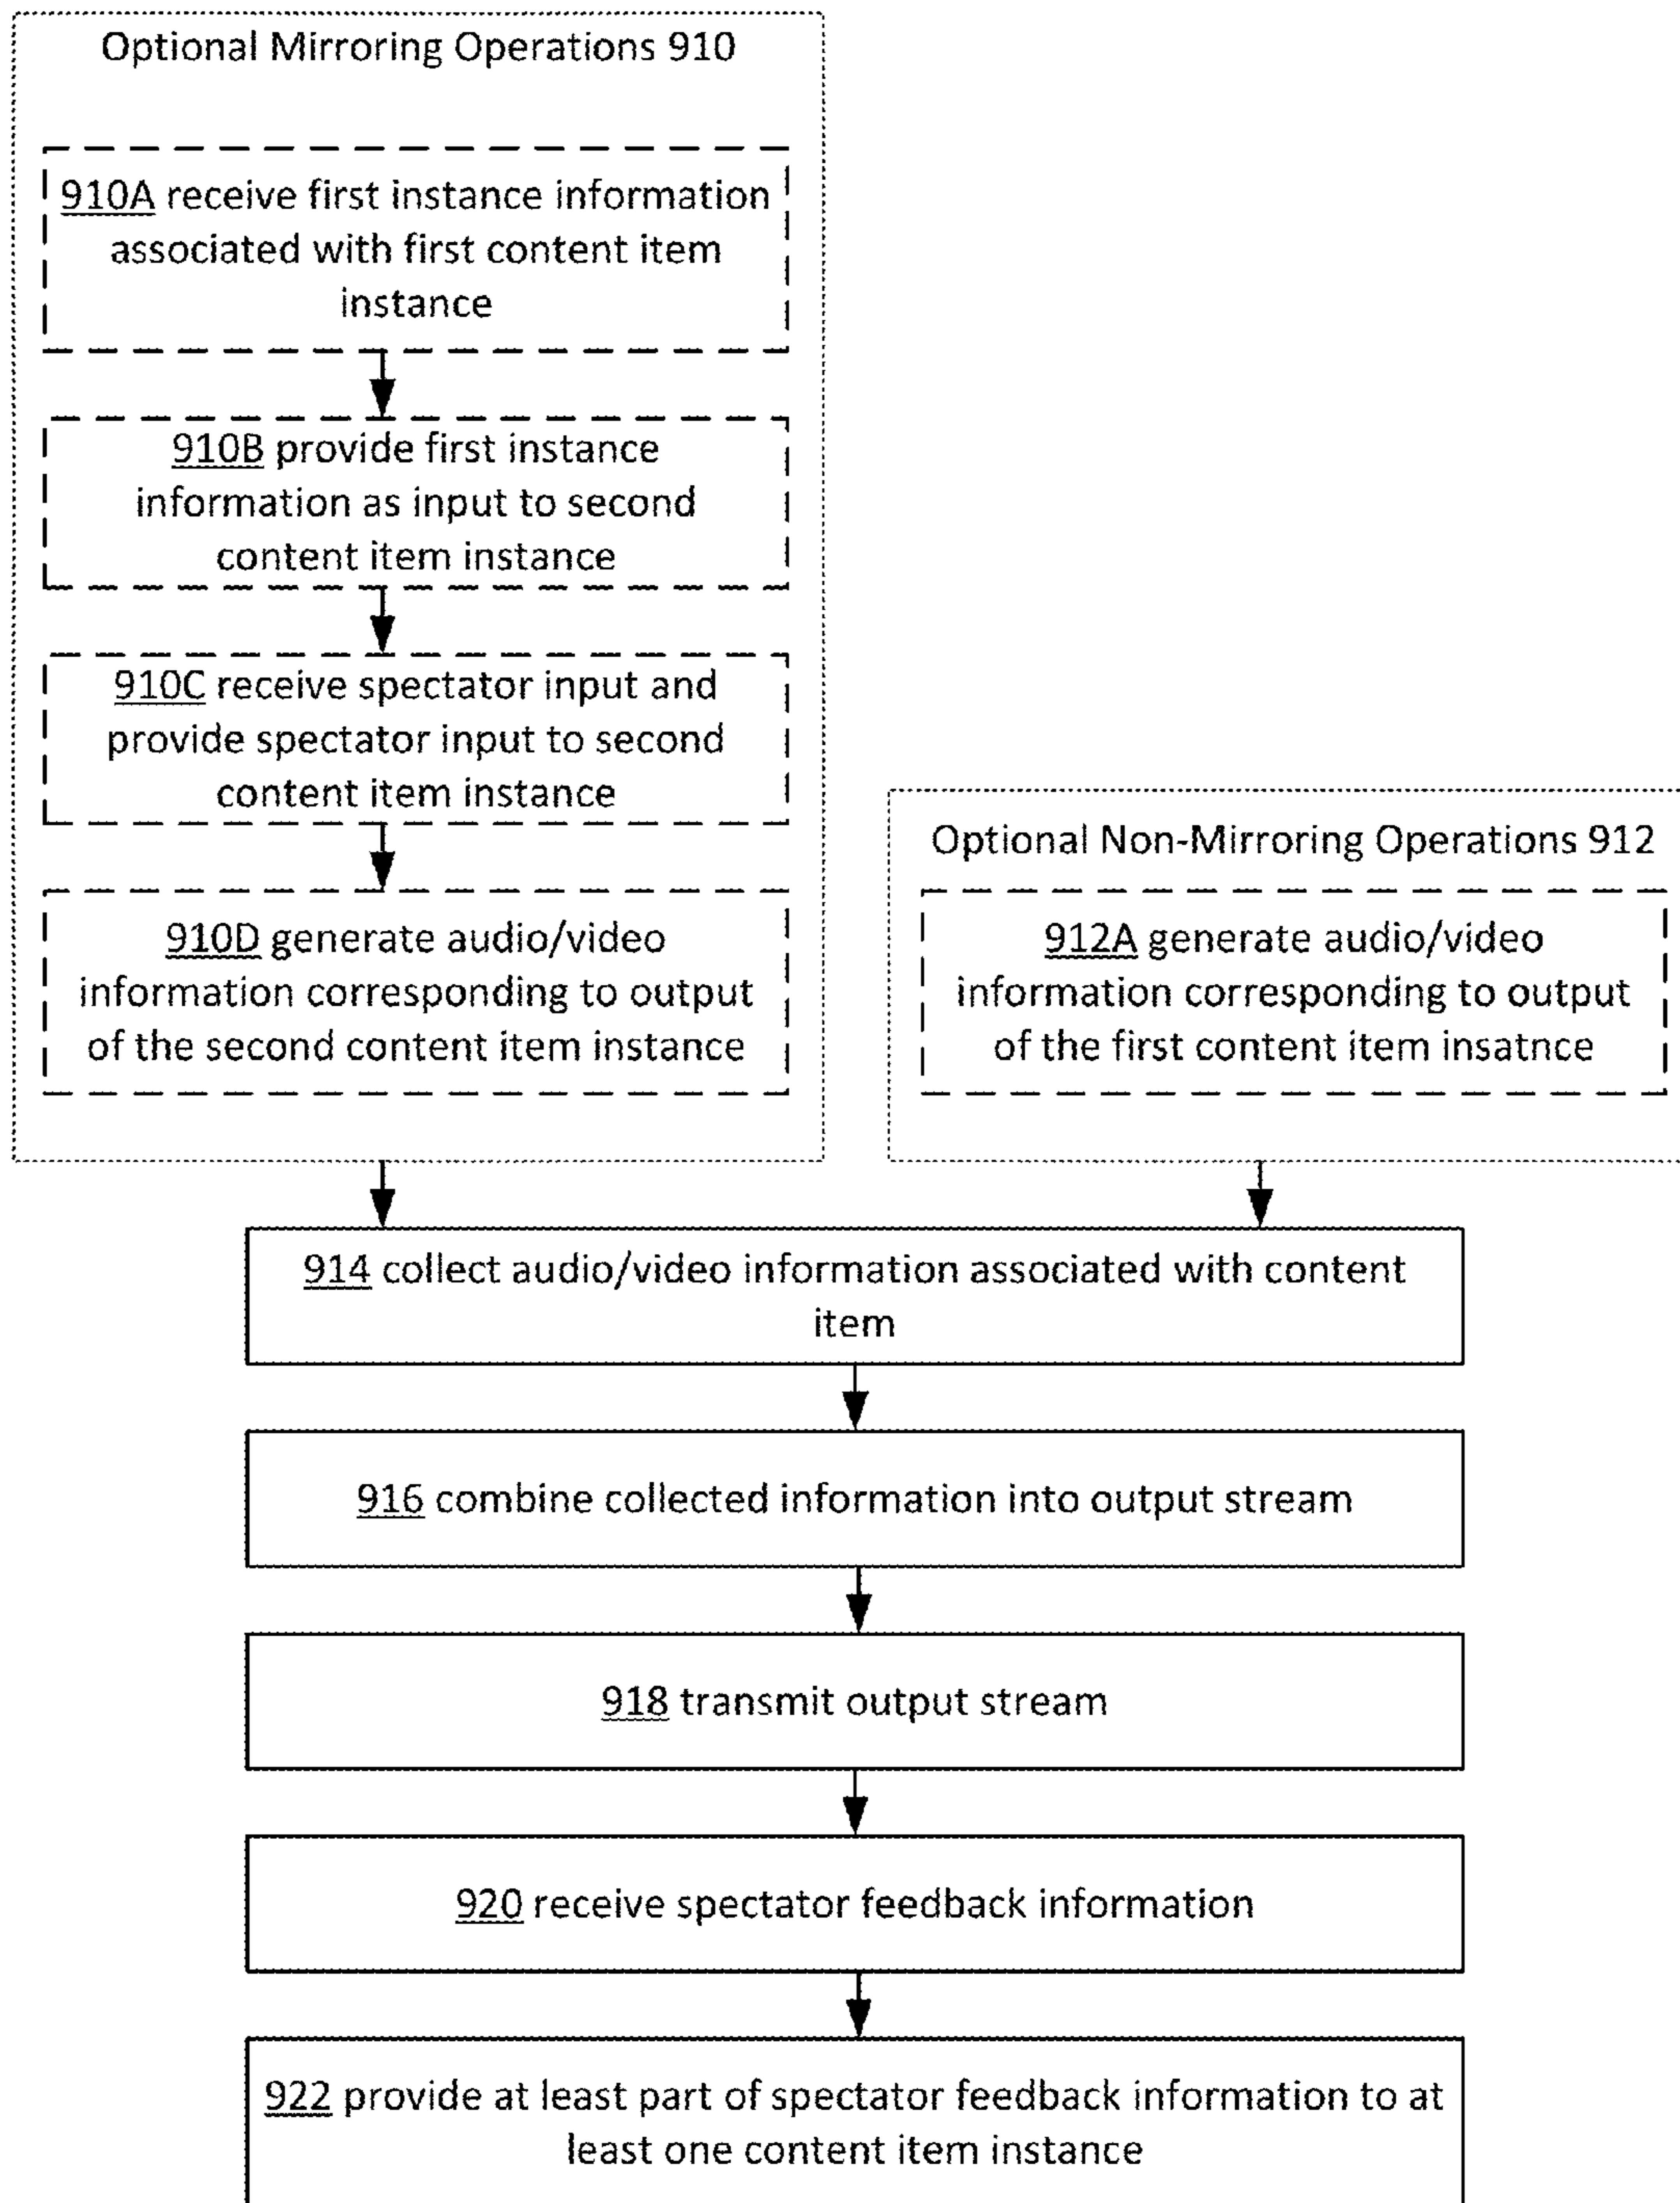 Optional Mirroring Operations 910
910A receive first instance information
associated with first content item
instance
910B provide first instance
information as input to second
content item instance
910C receive spectator input and
provide spectator input to second
content item instance
910D generate audio/video
information corresponding to output
of the second content item instance
Optional Non-Mirroring Operations 912
912A generate audio/video
information corresponding to output
of the first content item insatnce
914 collect audio/video information associated with content
item
916 combine collected information into output stream
918 transmit output stream
920 receive spectator feedback information
922 provide at least part of spectator feedback information to at
least one content item instance